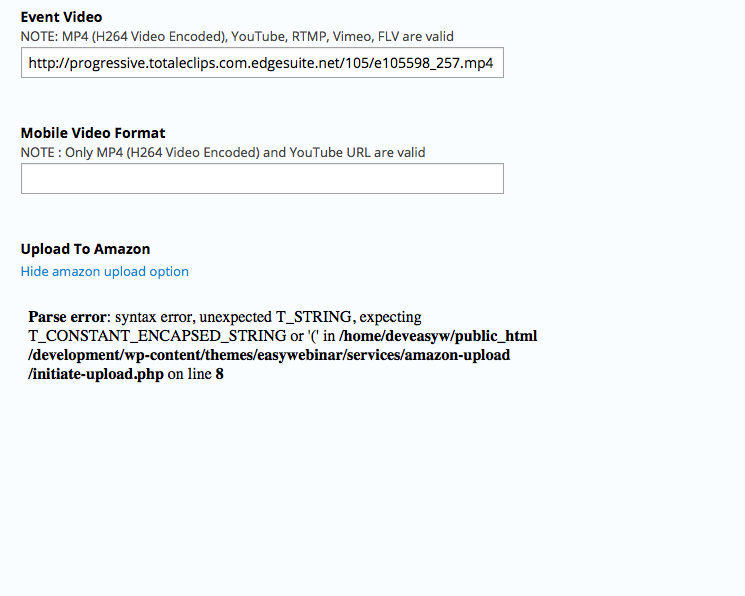 Event Video
NOTE: MP4 (H264 Video Encoded), YouTube, RTMP, Vimeo, FLV are valid
http://progressive.totaleclips.com.edgesuite.net/105/e105598_257.mp4
Mobile Video Format
NOTE : Only MP4 (H264 Video Encoded) and YouTube URL are valid
Upload To Amazon
Hide amazon upload option
Parse error: syntax error, unexpected T_STRING, expecting
T_CONSTANT_ENCAPSED_STRING or '(' in /home/deveasyw/public_html
/development/wp-content/themes/easywebinar/services/amazon-upload
/initiate-upload.php on line 8